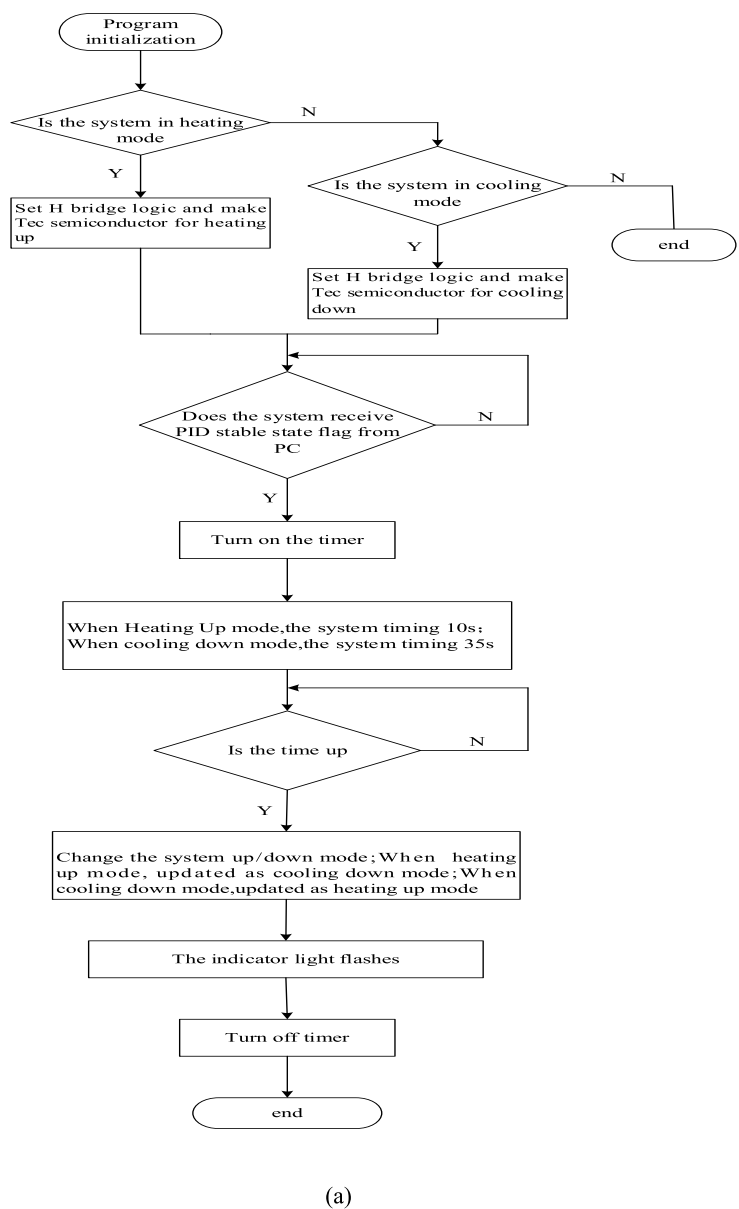 Program
initialization
Is the system in heating
mode
N
Y
Is the system in cooling
mode
N
Set H bridge logic and make
Tec semiconductor for heating
up
end
Y
Set H bridge logic and make
Tec semiconductor for cooling
down
Does the system receive
PID stable state flag from
PC
N
Y
Turn on the timer
When Heating Up mode,the system timing 10s;
When cooling down mode,the system timing 35s
Is the time up
N
Y
Change the system up/down mode;When heating
up mode, updated as cooling down mode;When
cooling down mode,updated as heating up mode
The indicator light flashes
Turn off timer
end
(a)